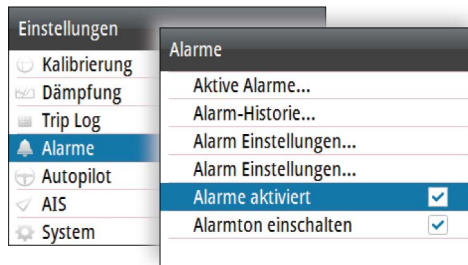 Einstellungen
Kalibrierung
Dämpfung
Trip Log
Alarme
Autopilot
AIS
System
Alarme
Aktive Alarme...
Alarm-Historie...
Alarm Einstellungen...
Alarm Einstellungen...
Alarme aktiviert
Alarmton einschalten